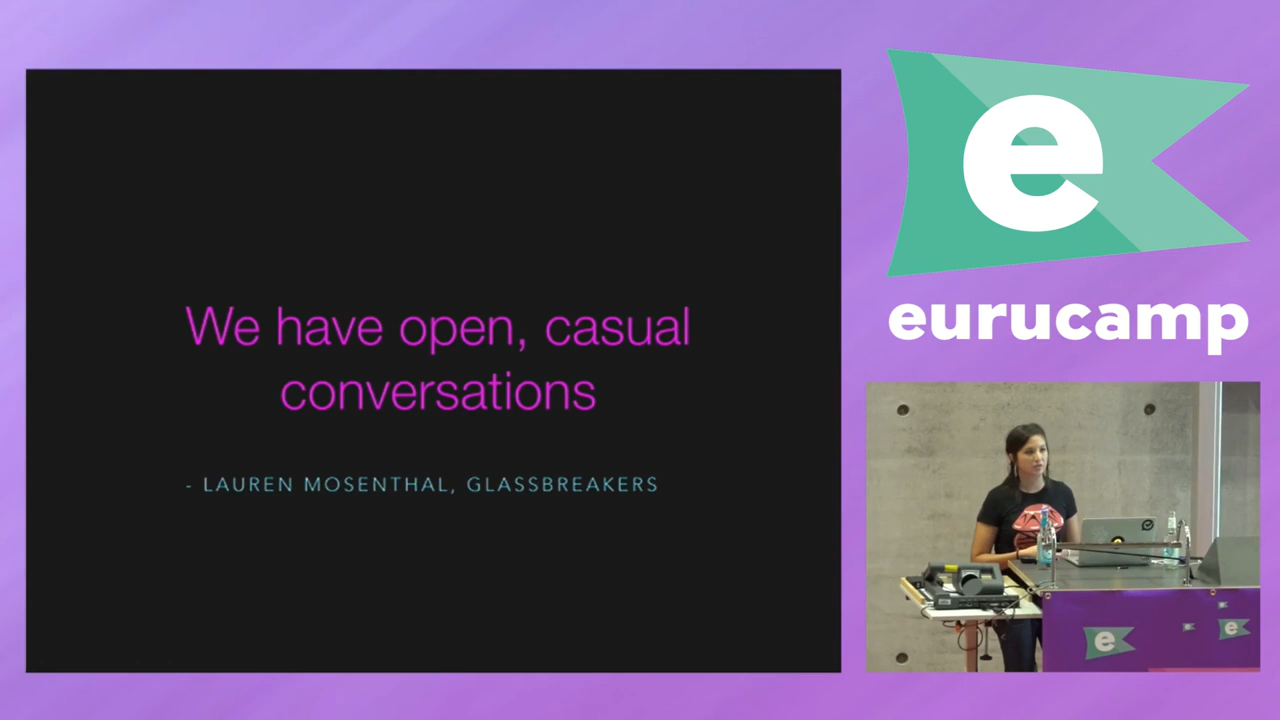 We have open, casual
conversations
- LAUREN MOSENTHAL, GLASSBREAKERS
e
eurucamp
e
e
e